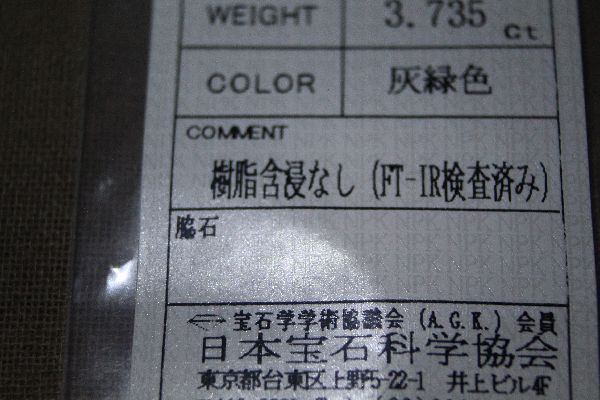 WEIGHT 3.735 ct
COLOR 灰緑色
COMMENT
樹脂含浸なし (FT-IR検査済み)
脇石
宝石学学術協議会 (A.G.K.) 会員
日本宝石科学協会
東京都台東区上野5-22-1 井上ビル4F